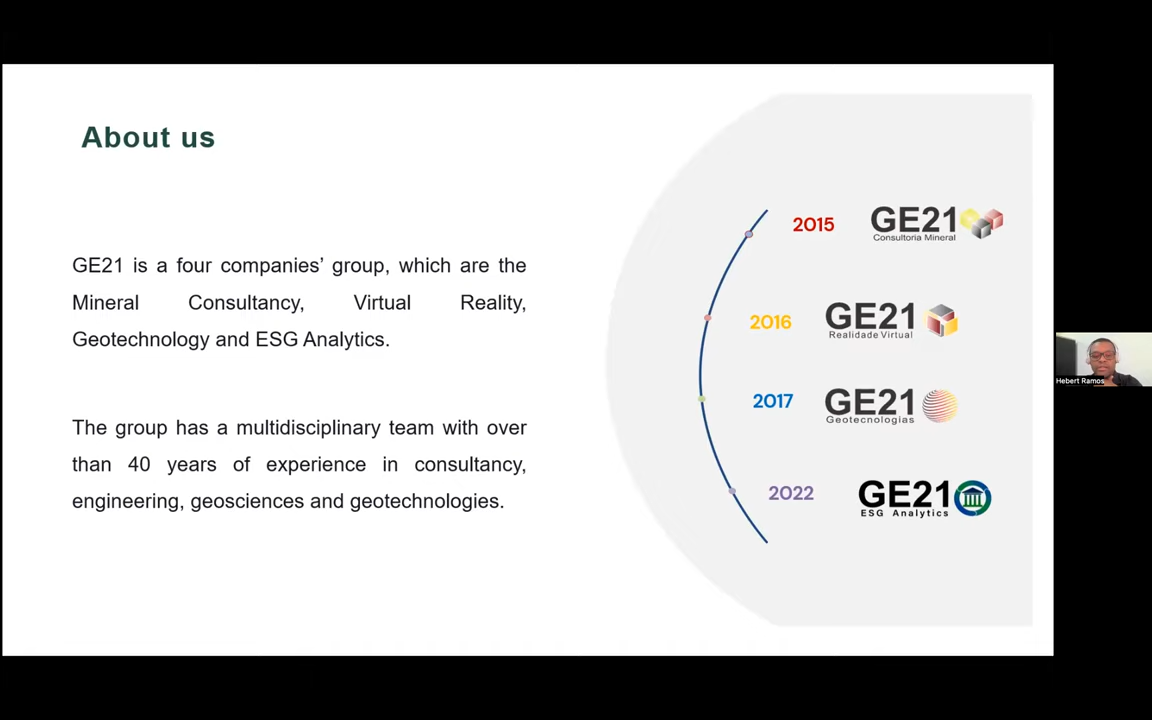 About us
GE21 is a four companies’ group, which are the
Mineral Consultancy, Virtual Reality,
Geotechnology and ESG Analytics.
The group has a multidisciplinary team with over
than 40 years of experience in consultancy,
engineering, geosciences and geotechnologies.
2015
GE21
Consultoria Mineral
2016
GE21
Realidade Virtual
2017
GE21
Geotecnologias
2022
GE21
ESG Analytics
Hebert Ramos